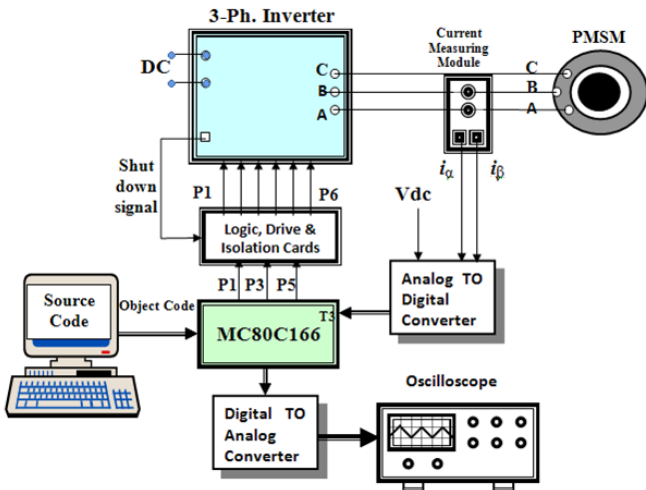 3-Ph. Inverter
Current
Measuring
Module
PMSM
DC
C
B
A
C
B
A
Shut
down
signal
P1
P6
iα
iβ
Vdc
Logic, Drive &
Isolation Cards
P1 P3 P5
Analog TO
Digital
Converter
Source
Code
Object Code
T3
MC80C166
Oscilloscope
Digital TO
Analog
Converter